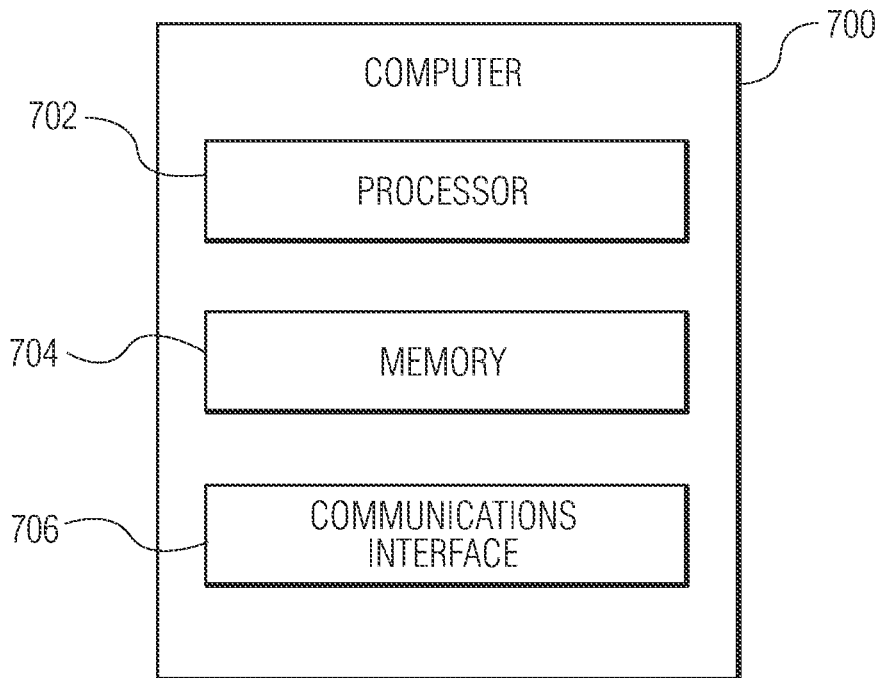 700
COMPUTER
702
PROCESSOR
704
MEMORY
706
COMMUNICATIONS
INTERFACE